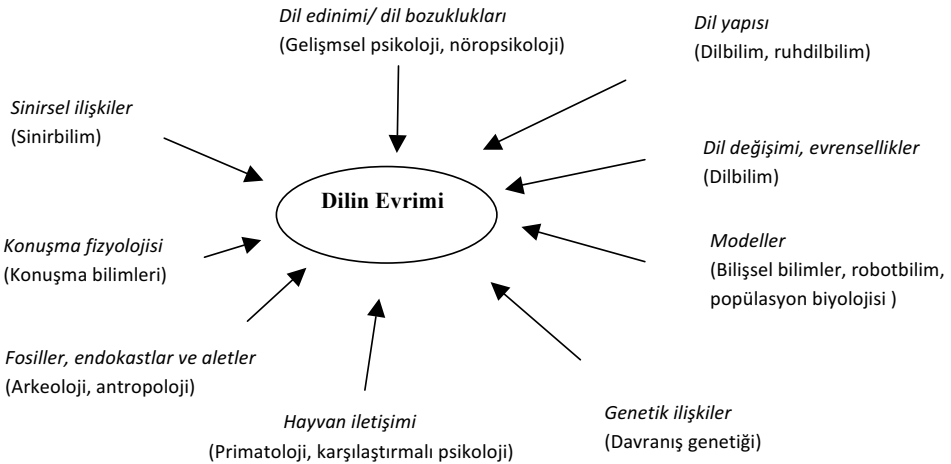 Dil edinimi/ dil bozuklukları
(Gelişmsel psikoloji, nöropsikoloji)
Dil yapısı
(Dilbilim, ruhdilbilim)
Sinirsel ilişkiler
(Sinirbilim)
Dil değişimi, evrensellikler
(Dilbilim)
Dilin Evrimi
Konuşma fizyolojisi
(Konuşma bilimleri)
Modeller
(Bilişsel bilimler, robotbilim,
popülasyon biyolojisi )
Fosiller, endokastlar ve aletler
(Arkeoloji, antropoloji)
Hayvan iletişimi
(Primatoloji, karşılaştırmalı psikoloji)
Genetik ilişkiler
(Davranış genetiği)